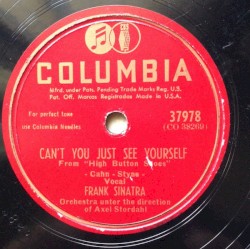 COLUMBIA
Mfrd. under Pats. Pending Trade Marks Reg. U.S.
Pat. Off. Marcas Registradas Made in U.S.A.
For perfect tone
use Columbia Needles
37978
(CO 38269)
CAN'T YOU JUST SEE YOURSELF
From "High Button Shoes"
- Cahn - Styne -
Vocal
FRANK SINATRA
Orchestra under the direction
of Axel Stordahl